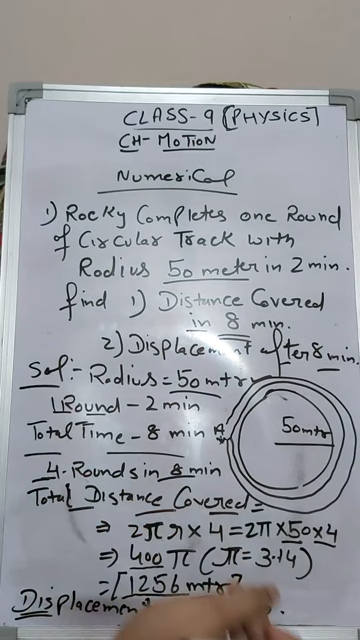 CLASS-9 [PHYSICS]
CH- MOTION
Numerical
1) Rocky Completes one Round
of Circular Track with
Radius 50 meter in 2 min.
find 1) Distance Covered
in 8 min.
2) Displacement after 8 min.
Sol:- Radius = 50 mtr
1 Round - 2 min
Total Time - 8 min
A
50mtr
4 - Rounds in 8 min
Total Distance Covered =
⇒ 2πr × 4 = 2π × 50 × 4
⇒ 400 π (π = 3.14)
= [1256 mtr]
Displacement